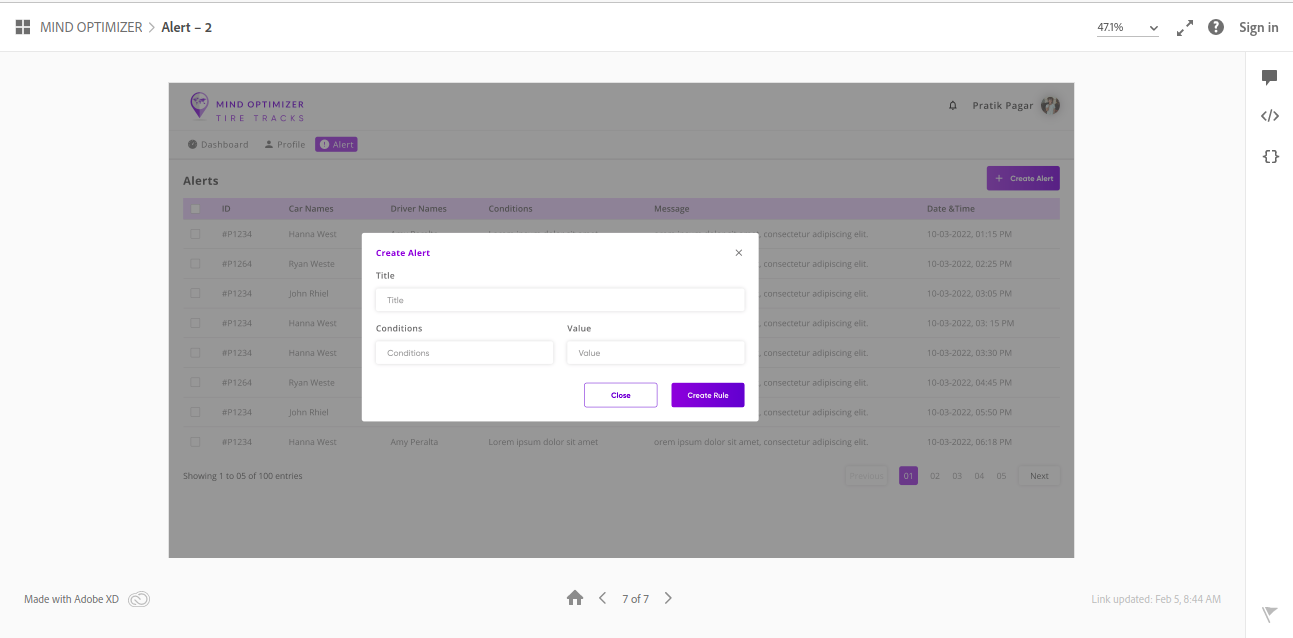 MIND OPTIMIZER > Alert – 2
47.1%
Sign in
MIND OPTIMIZER
TIRE TRACKS
Pratik Pagar
Dashboard Profile Alert
Alerts
+ Create Alert
ID Car Names Driver Names Conditions Message Date &Time
#P1234 Hanna West , consectetur adipiscing elit. 10-03-2022, 01:15 PM
#P1264 Ryan Weste , consectetur adipiscing elit. 10-03-2022, 02:25 PM
#P1234 John Rhiel , consectetur adipiscing elit. 10-03-2022, 03:05 PM
#P1234 Hanna West , consectetur adipiscing elit. 10-03-2022, 03: 15 PM
#P1234 Hanna West , consectetur adipiscing elit. 10-03-2022, 03:30 PM
#P1264 Ryan Weste , consectetur adipiscing elit. 10-03-2022, 04:45 PM
#P1234 John Rhiel , consectetur adipiscing elit. 10-03-2022, 05:50 PM
#P1234 Hanna West Amy Peralta Lorem ipsum dolor sit amet orem ipsum dolor sit amet, consectetur adipiscing elit. 10-03-2022, 06:18 PM
Create Alert
Title
Title
Conditions Value
Conditions Value
Close Create Rule
Showing 1 to 05 of 100 entries
Previous 01 02 03 04 05 Next
Made with Adobe XD
7 of 7
Link updated: Feb 5, 8:44 AM